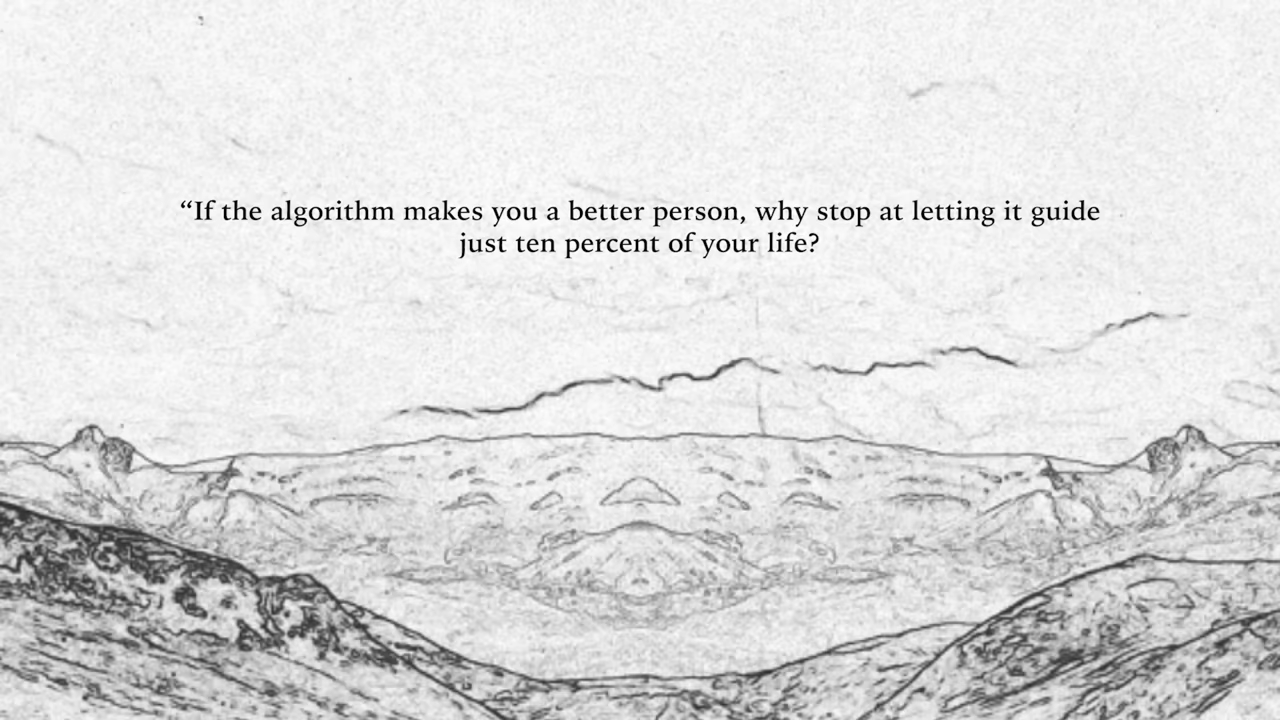 “If the algorithm makes you a better person, why stop at letting it guide
just ten percent of your life?